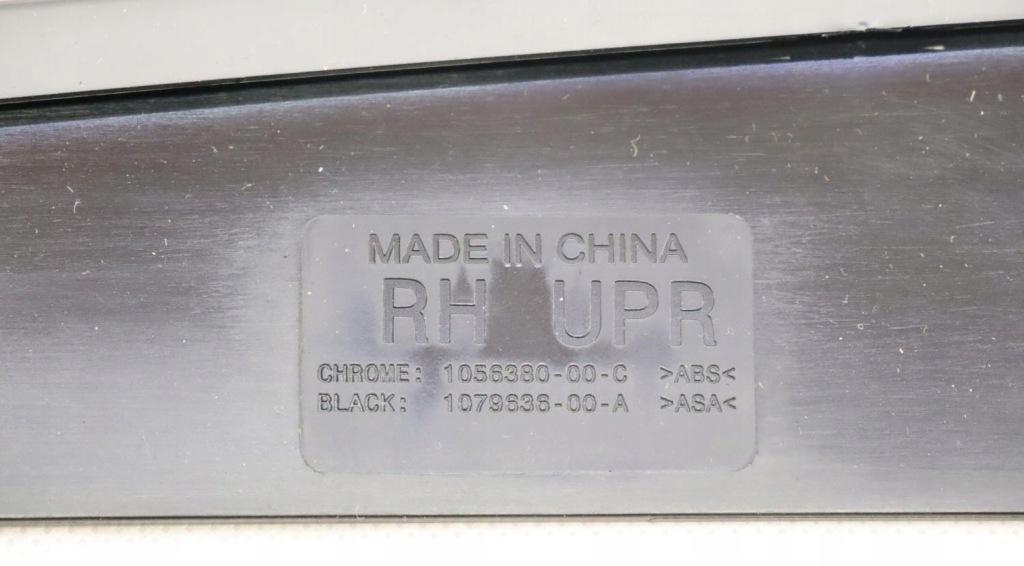 MADE IN CHINA
RH UPR
CHROME: 1056380-00-C >ABS<
BLACK: 1079636-00-A >ASA<